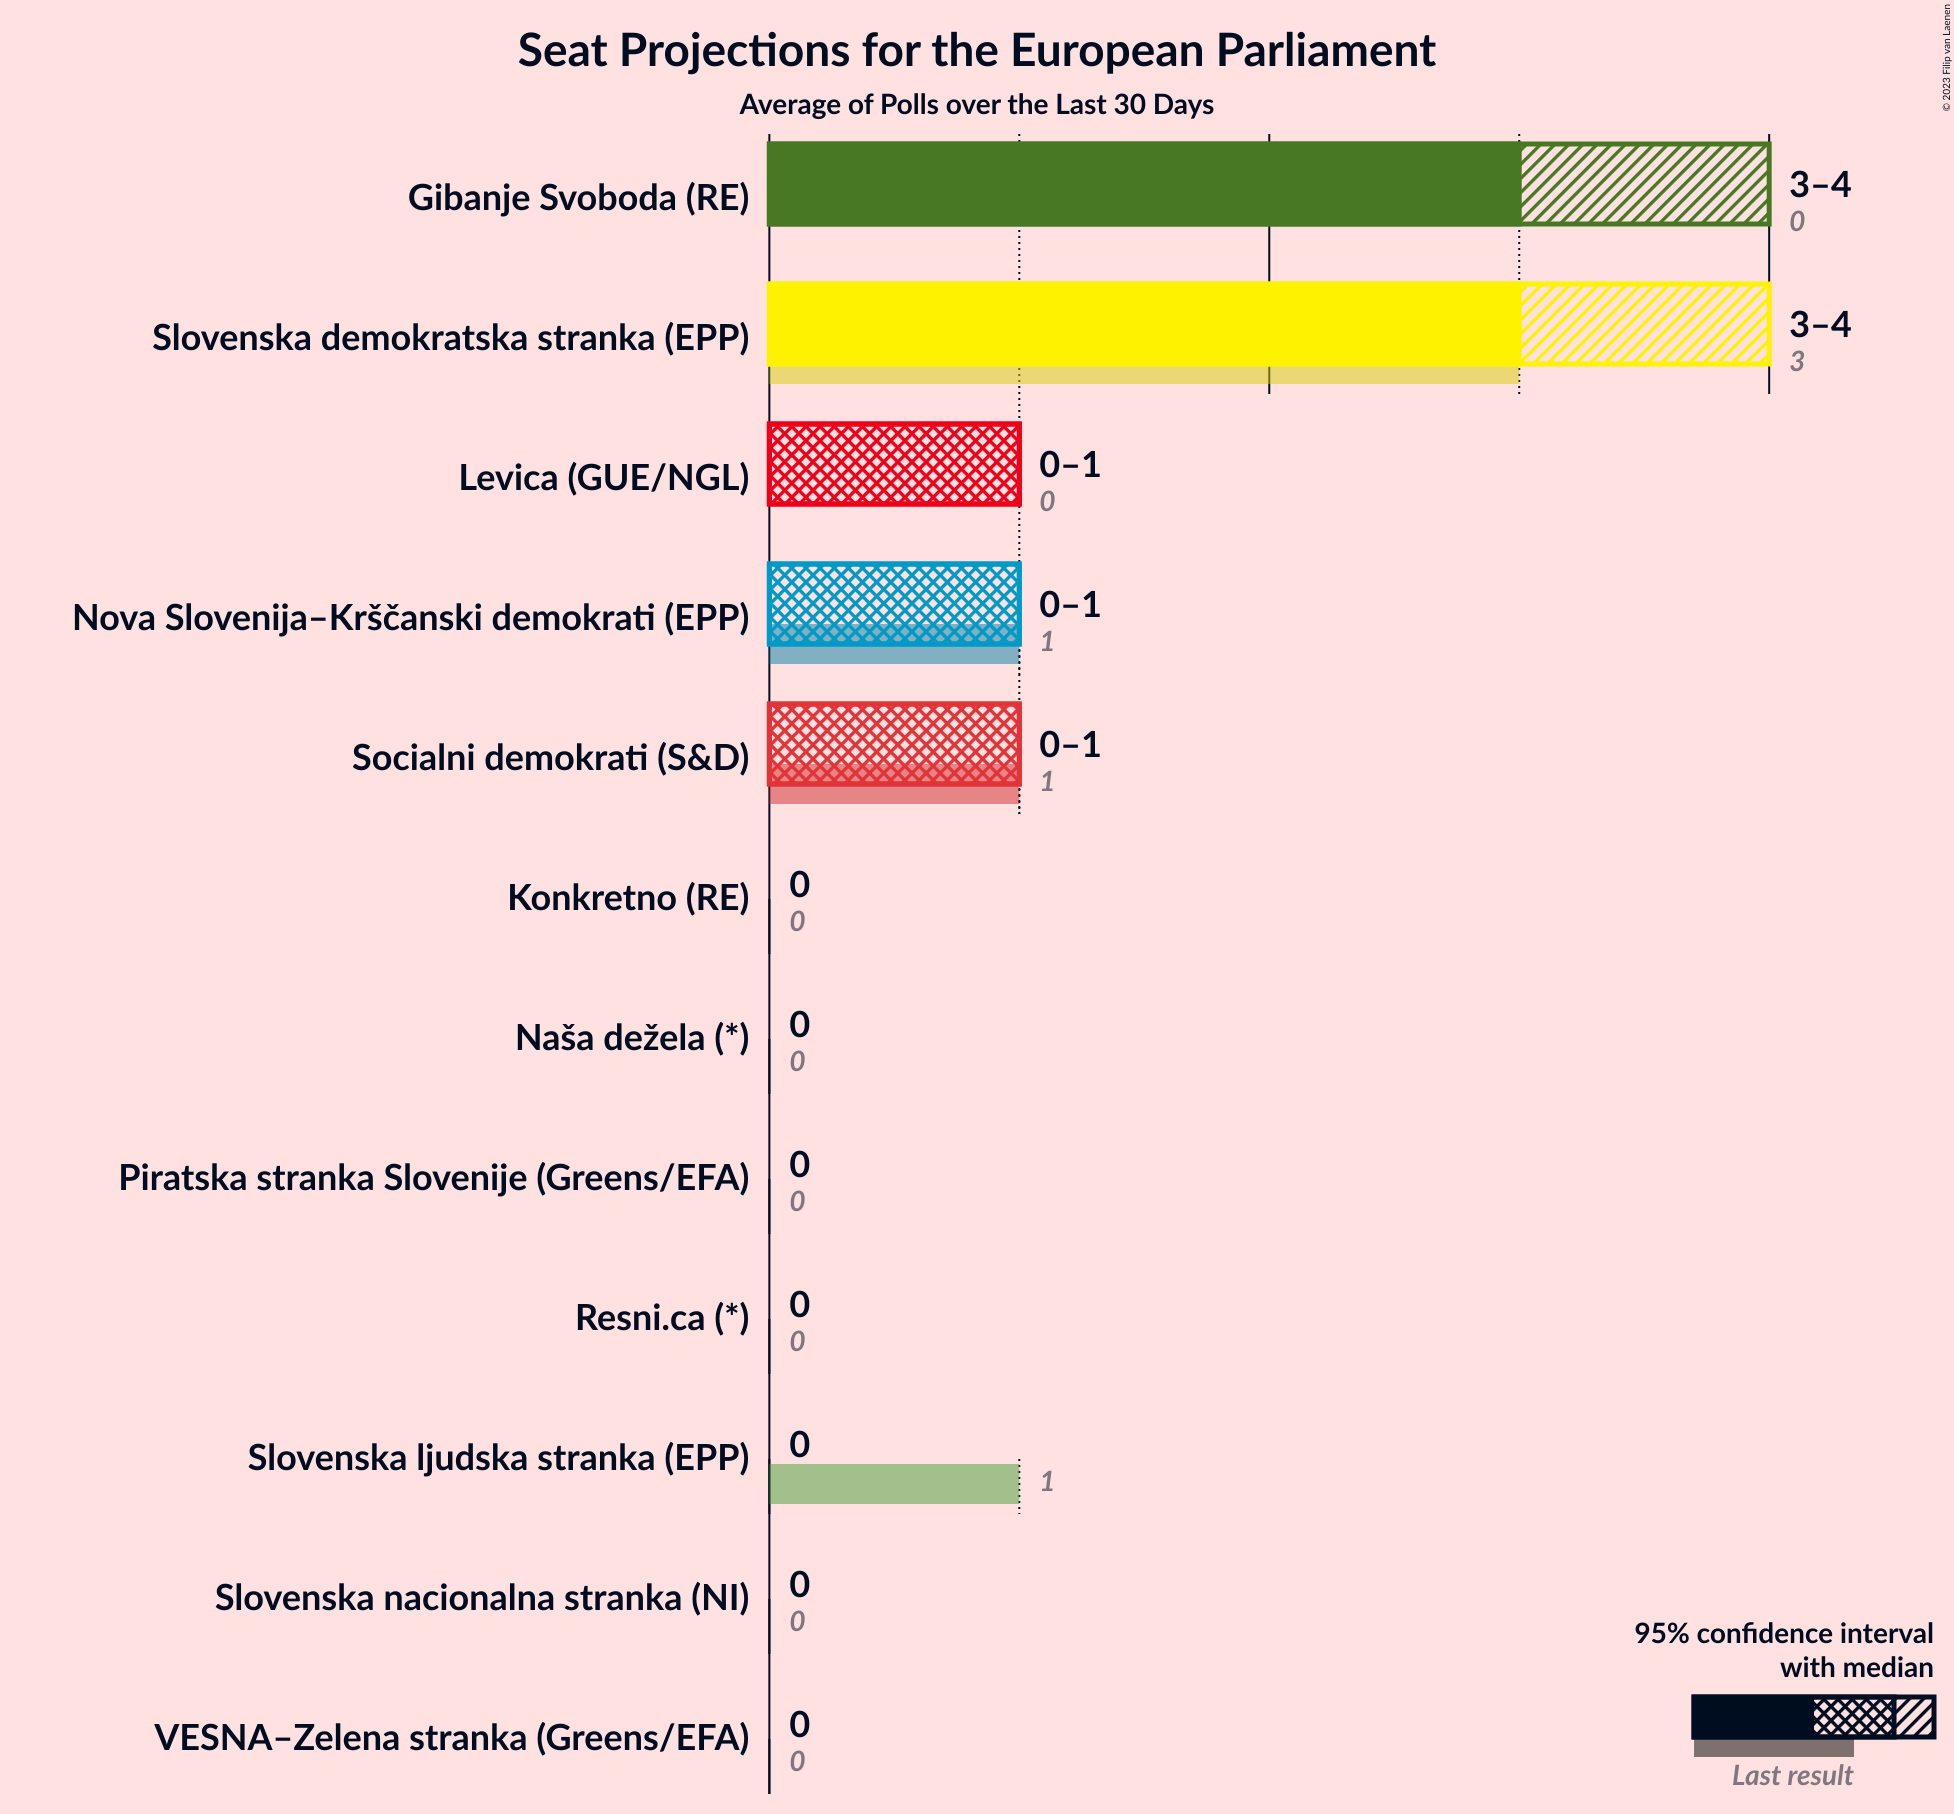 Seat Projections for the European Parliament
Average of Polls over the Last 30 Days
© 2023 Filip van Laenen
Gibanje Svoboda (RE)
3–4
0
Slovenska demokratska stranka (EPP)
3–4
3
Levica (GUE/NGL)
0–1
0
Nova Slovenija–Krščanski demokrati (EPP)
0–1
1
Socialni demokrati (S&D)
0–1
1
Konkretno (RE)
0
0
Naša dežela (*)
0
0
Piratska stranka Slovenije (Greens/EFA)
0
0
Resni.ca (*)
0
0
Slovenska ljudska stranka (EPP)
0
1
Slovenska nacionalna stranka (NI)
0
0
VESNA–Zelena stranka (Greens/EFA)
0
0
95% confidence interval
with median
Last result